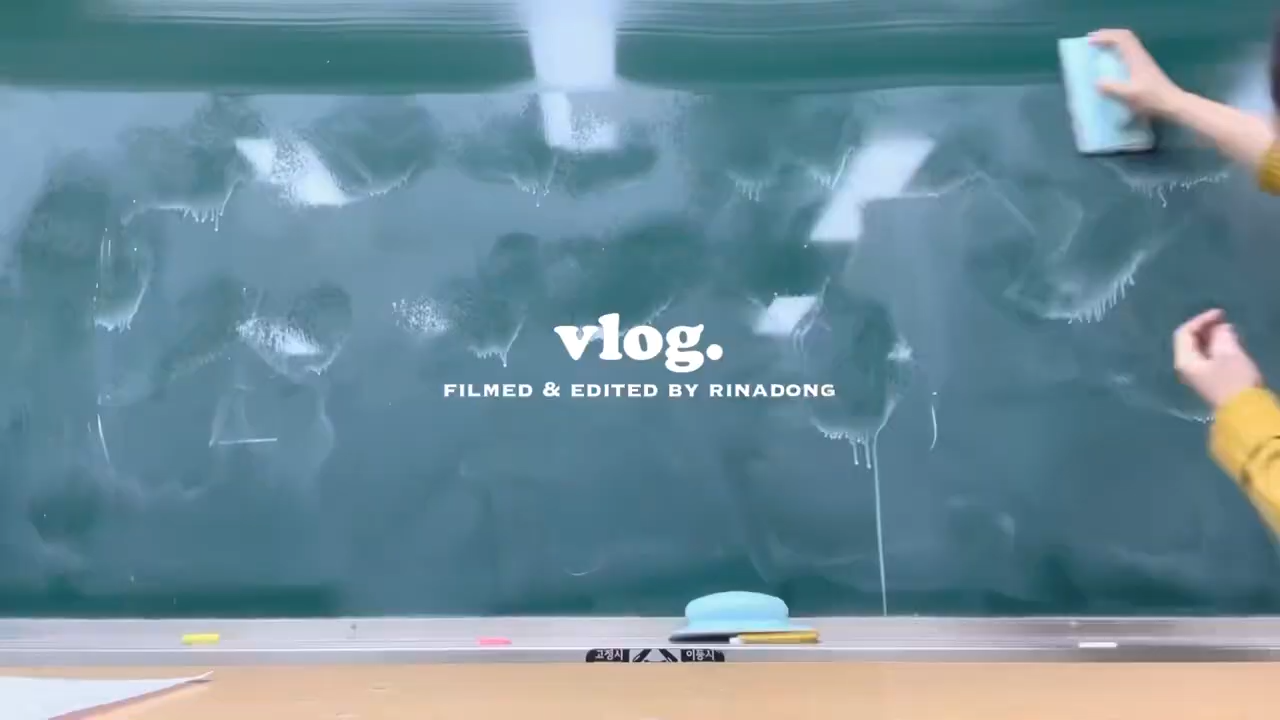 vlog.
FILMED & EDITED BY RINADONG
고정시 이동시